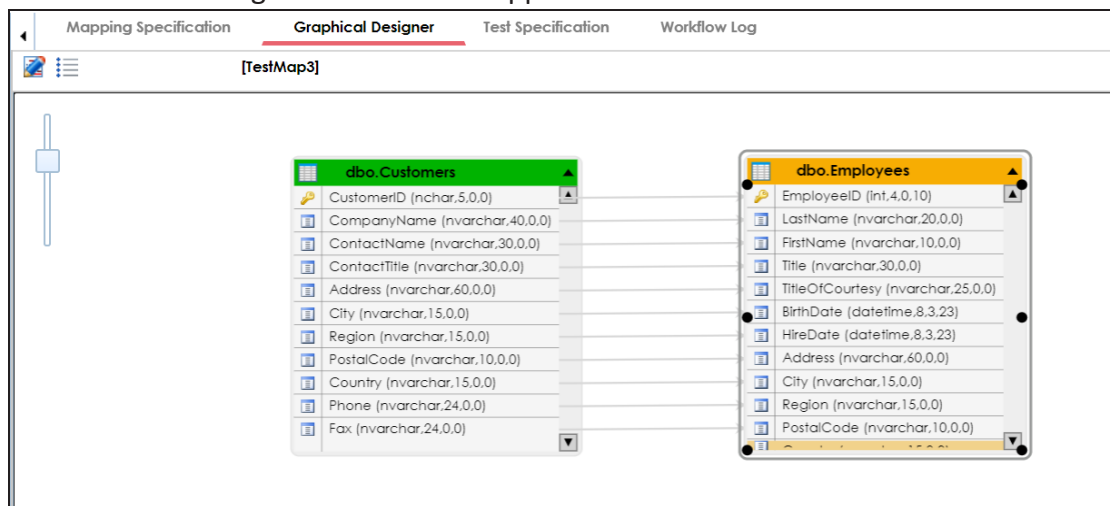 Mapping Specification Graphical Designer Test Specification Workflow Log
[TestMap3]
dbo.Customers
CustomerID (nchar,5,0,0)
CompanyName (nvarchar,40,0,0)
ContactName (nvarchar,30,0,0)
ContactTitle (nvarchar,30,0,0)
Address (nvarchar,60,0,0)
City (nvarchar,15,0,0)
Region (nvarchar,15,0,0)
PostalCode (nvarchar,10,0,0)
Country (nvarchar,15,0,0)
Phone (nvarchar,24,0,0)
Fax (nvarchar,24,0,0)
dbo.Employees
EmployeeID (int,4,0,10)
LastName (nvarchar,20,0,0)
FirstName (nvarchar,10,0,0)
Title (nvarchar,30,0,0)
TitleOfCourtesy (nvarchar,25,0,0)
BirthDate (datetime,8,3,23)
HireDate (datetime,8,3,23)
Address (nvarchar,60,0,0)
City (nvarchar,15,0,0)
Region (nvarchar,15,0,0)
PostalCode (nvarchar,10,0,0)